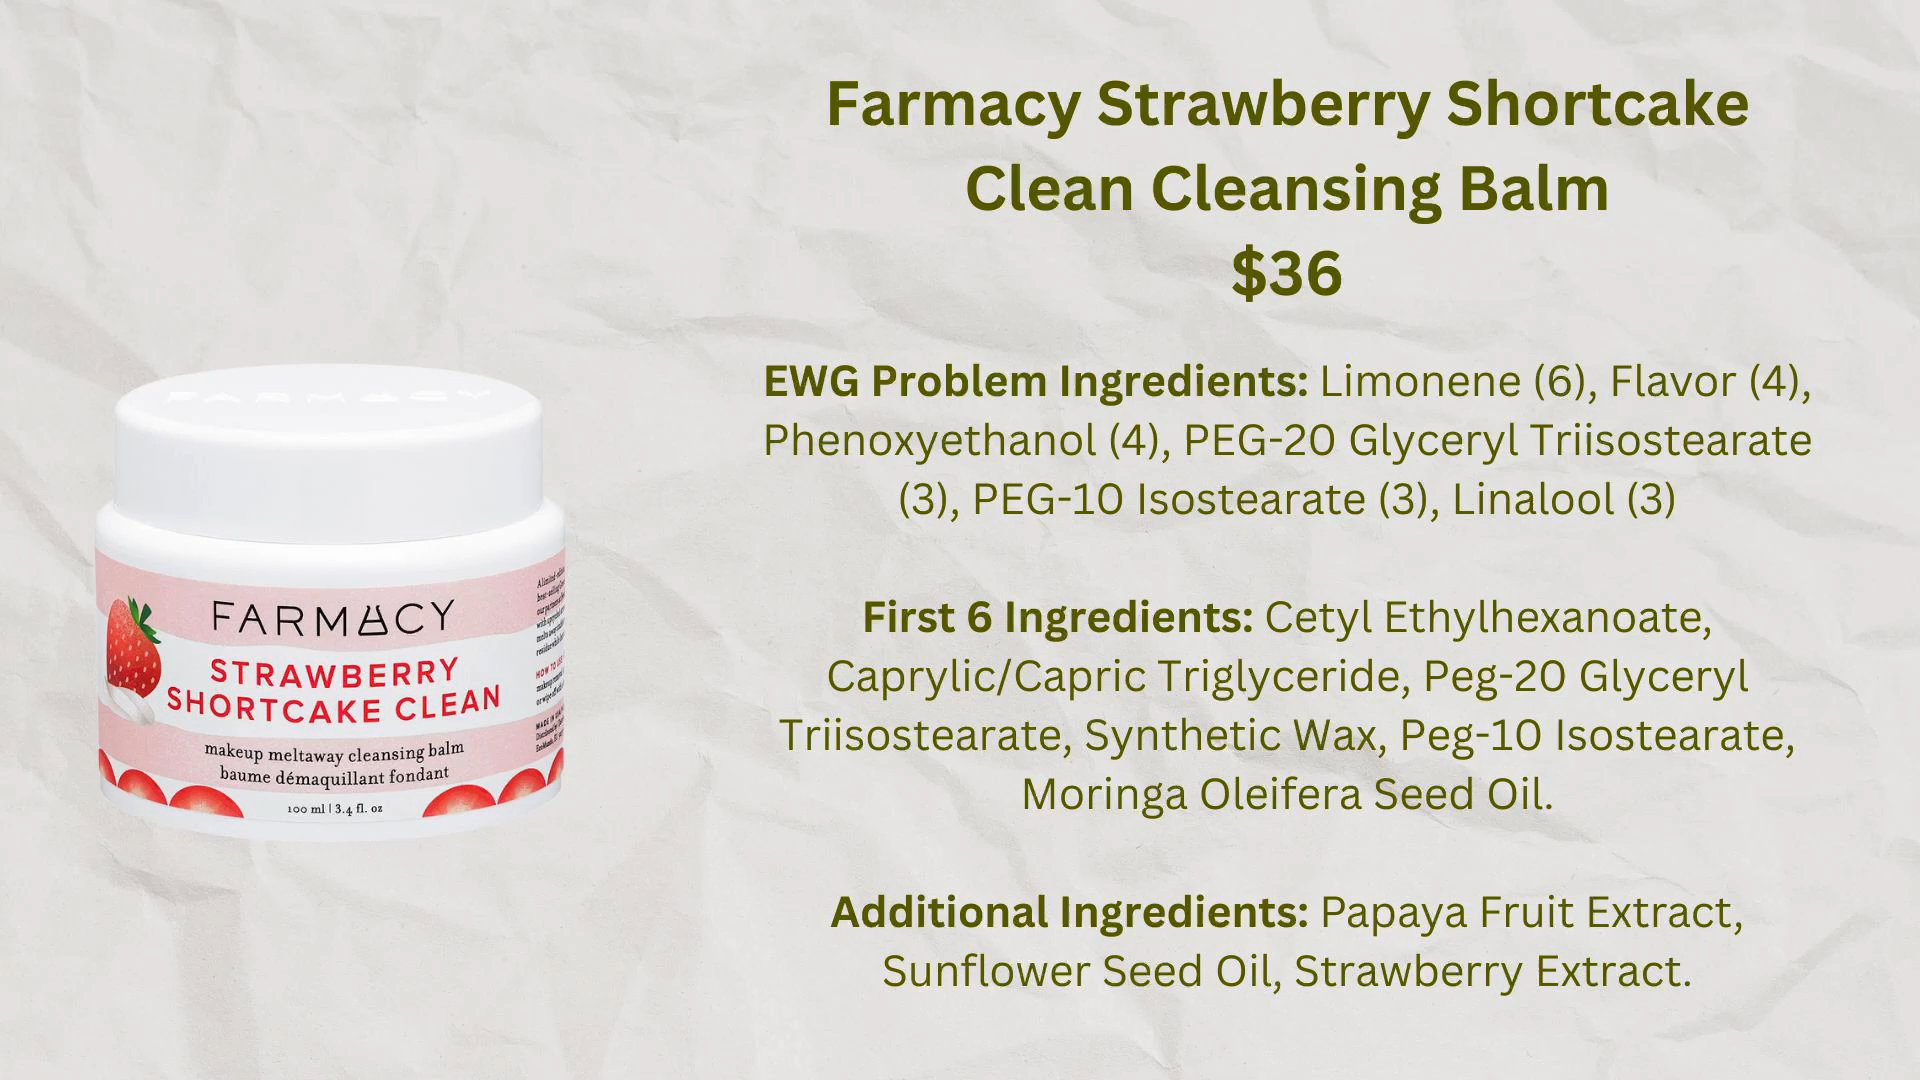 Farmacy Strawberry Shortcake
Clean Cleansing Balm
$36
EWG Problem Ingredients: Limonene (6), Flavor (4),
Phenoxyethanol (4), PEG-20 Glyceryl Triisostearate
(3), PEG-10 Isostearate (3), Linalool (3)
First 6 Ingredients: Cetyl Ethylhexanoate,
Caprylic/Capric Triglyceride, Peg-20 Glyceryl
Triisostearate, Synthetic Wax, Peg-10 Isostearate,
Moringa Oleifera Seed Oil.
Additional Ingredients: Papaya Fruit Extract,
Sunflower Seed Oil, Strawberry Extract.
FARMACY
FARMACY
STRAWBERRY
SHORTCAKE CLEAN
makeup meltaway cleansing balm
baume démaquillant fondant
100 ml | 3.4 fl. oz